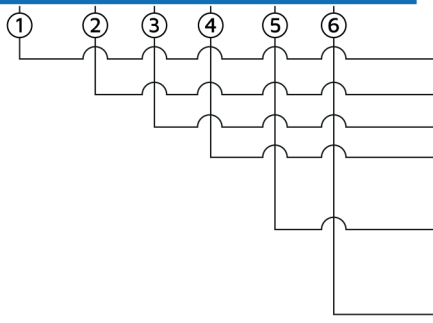 ① ② ③ ④ ⑤ ⑥